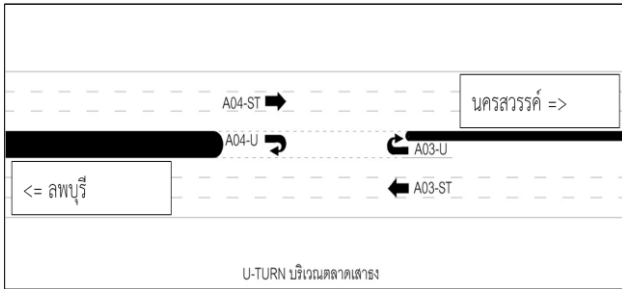 นครสวรรค์ =>
A04-ST
A04-U
A03-U
<= ลพบุรี
A03-ST
U-TURN บริเวณตลาดเสาธง